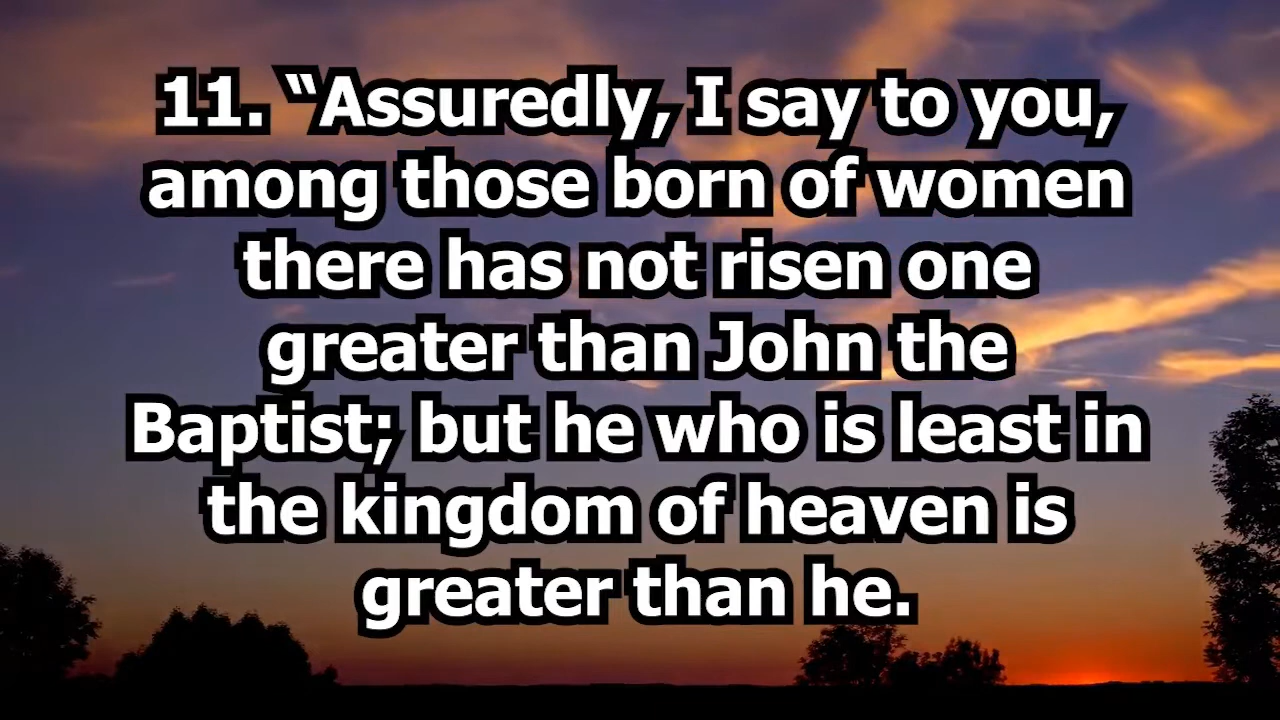 11. “Assuredly, I say to you,
among those born of women
there has not risen one
greater than John the
Baptist; but he who is least in
the kingdom of heaven is
greater than he.